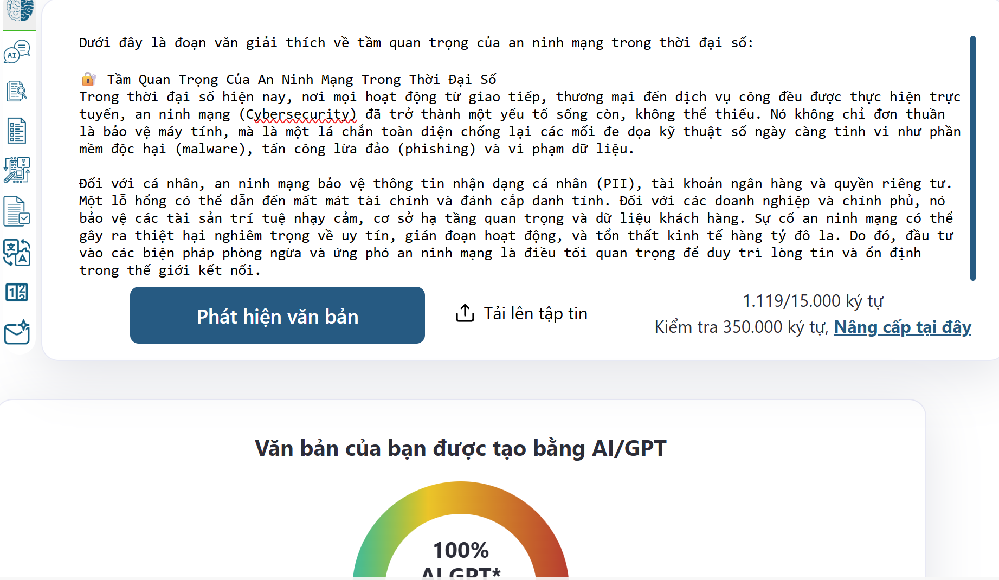 Dưới đây là đoạn văn giải thích về tầm quan trọng của an ninh mạng trong thời đại số:
🔐 Tầm Quan Trọng Của An Ninh Mạng Trong Thời Đại Số
Trong thời đại số hiện nay, nơi mọi hoạt động từ giao tiếp, thương mại đến dịch vụ công đều được thực hiện trực
tuyến, an ninh mạng (Cybersecurity) đã trở thành một yếu tố sống còn, không thể thiếu. Nó không chỉ đơn thuần
là bảo vệ máy tính, mà là một lá chắn toàn diện chống lại các mối đe dọa kỹ thuật số ngày càng tinh vi như phần
mềm độc hại (malware), tấn công lừa đảo (phishing) và vi phạm dữ liệu.
Đối với cá nhân, an ninh mạng bảo vệ thông tin nhận dạng cá nhân (PII), tài khoản ngân hàng và quyền riêng tư.
Một lỗ hổng có thể dẫn đến mất mát tài chính và đánh cắp danh tính. Đối với các doanh nghiệp và chính phủ, nó
bảo vệ các tài sản trí tuệ nhạy cảm, cơ sở hạ tầng quan trọng và dữ liệu khách hàng. Sự cố an ninh mạng có thể
gây ra thiệt hại nghiêm trọng về uy tín, gián đoạn hoạt động, và tổn thất kinh tế hàng tỷ đô la. Do đó, đầu tư
vào các biện pháp phòng ngừa và ứng phó an ninh mạng là điều tối quan trọng để duy trì lòng tin và ổn định
trong thế giới kết nối.
Phát hiện văn bản
Tải lên tập tin
1.119/15.000 ký tự
Kiểm tra 350.000 ký tự, Nâng cấp tại đây
Văn bản của bạn được tạo bằng AI/GPT
100%
AI GPT*